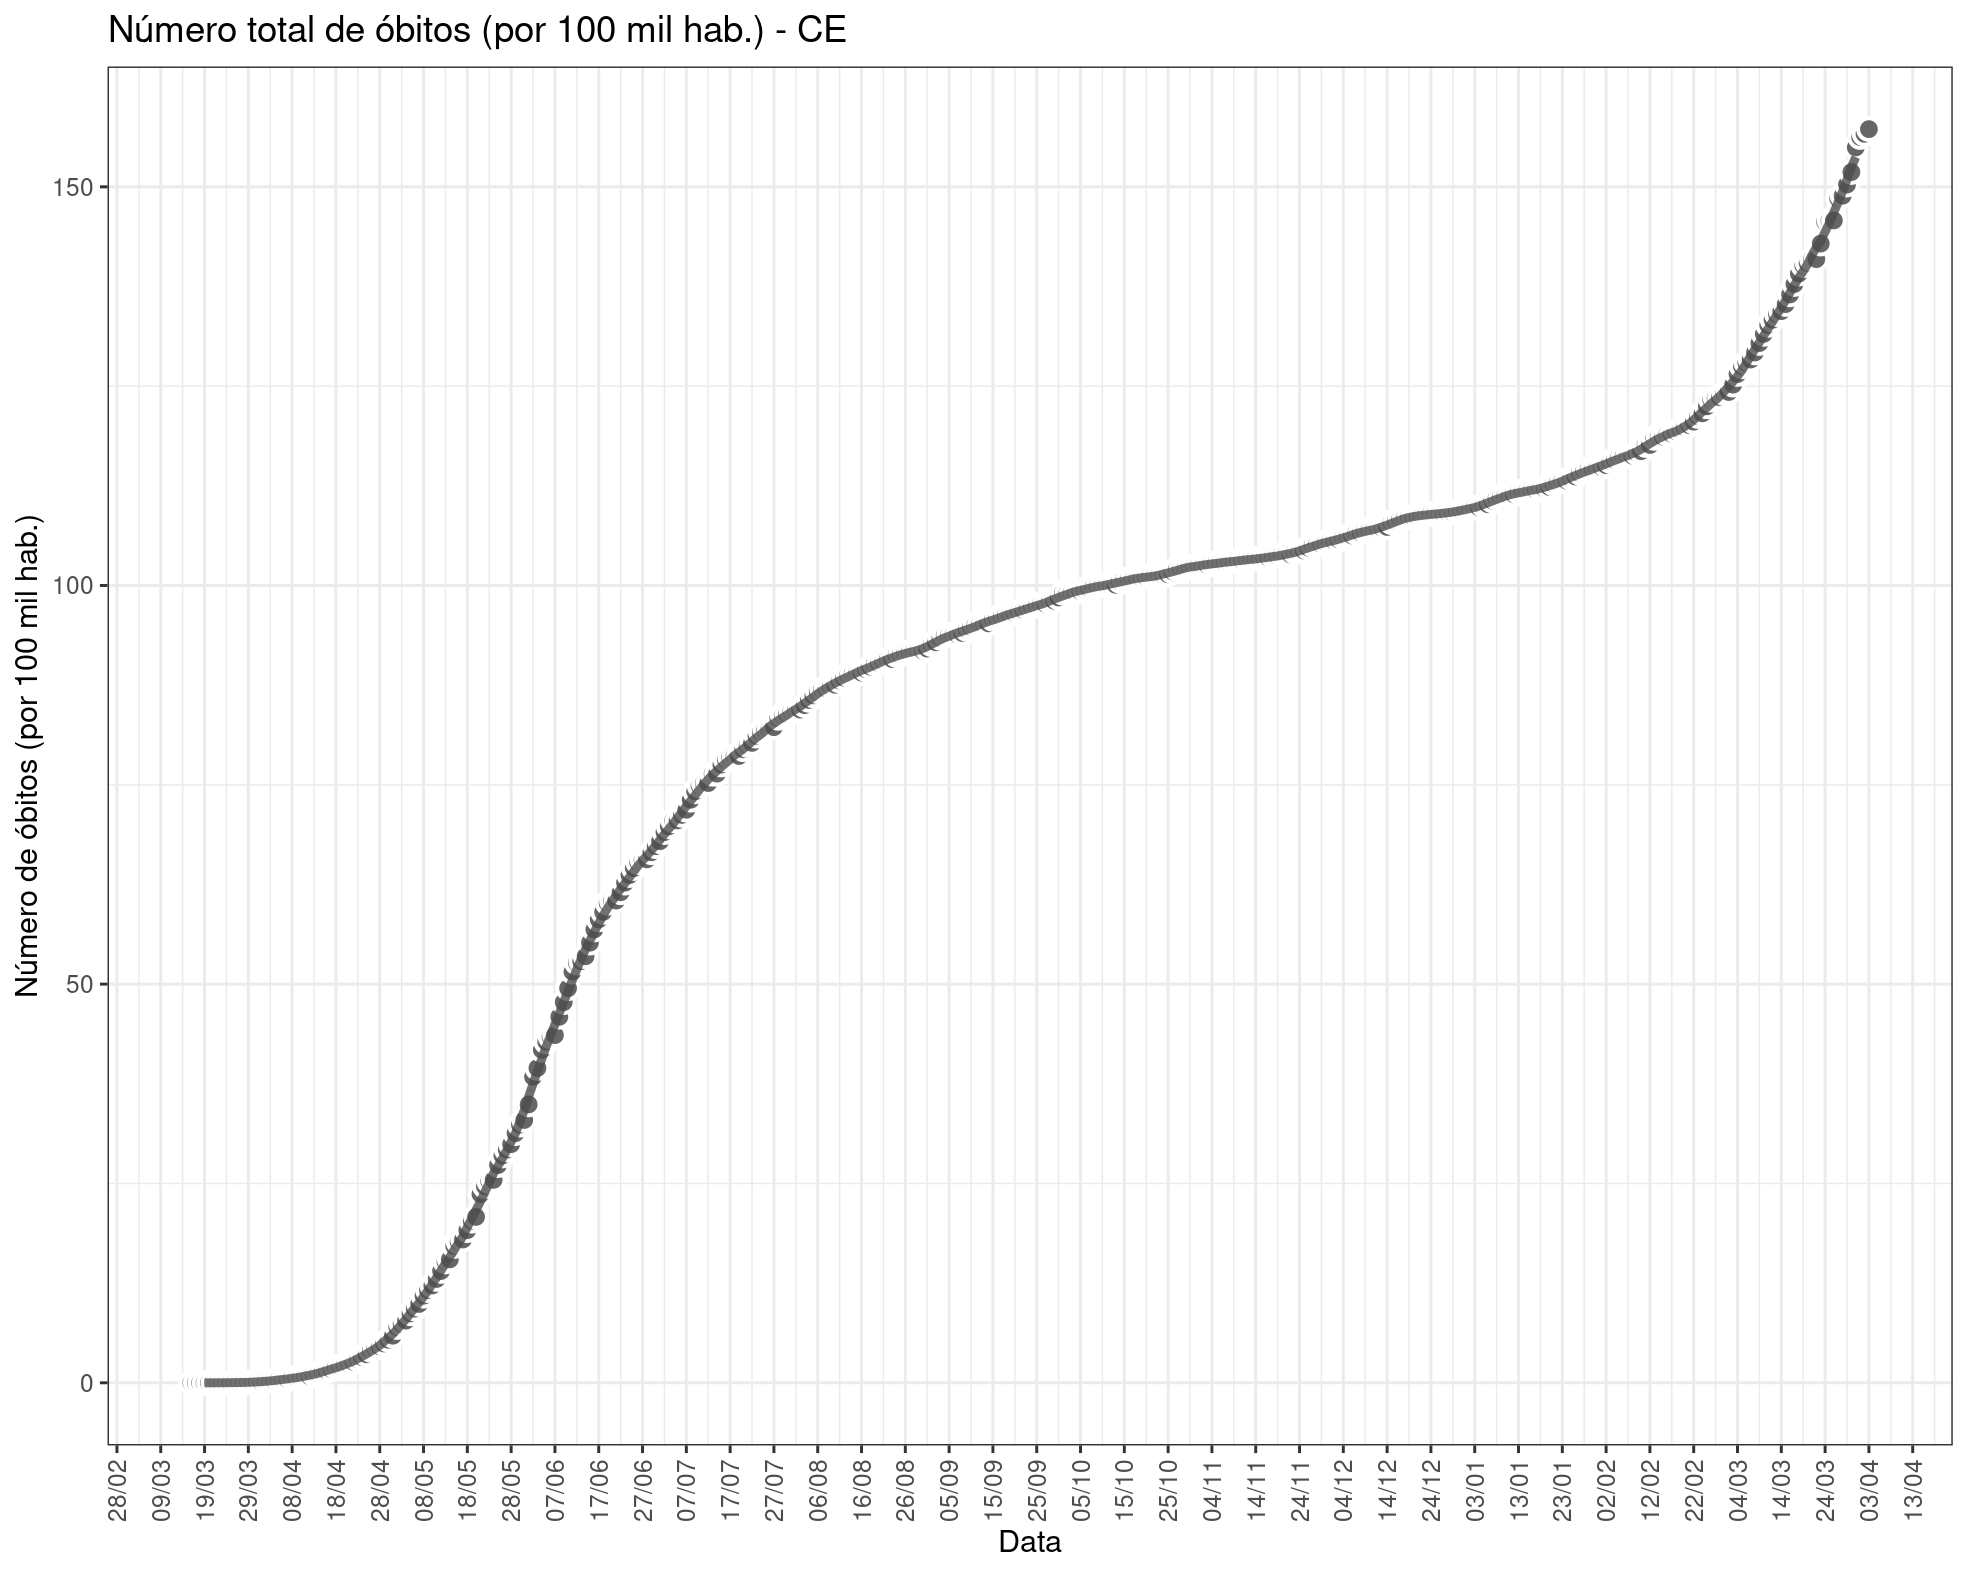 Número total de óbitos (por 100 mil hab.) - CE
Número de óbitos (por 100 mil hab.)
150
100
50
0
28/02 09/03 19/03 29/03 08/04 18/04 28/04 08/05 18/05 28/05 07/06 17/06 27/06 07/07 17/07 27/07 06/08 16/08 26/08 05/09 15/09 25/09 05/10 15/10 25/10 04/11 14/11 24/11 04/12 14/12 24/12 03/01 13/01 23/01 02/02 12/02 22/02 04/03 14/03 24/03 03/04 13/04
Data